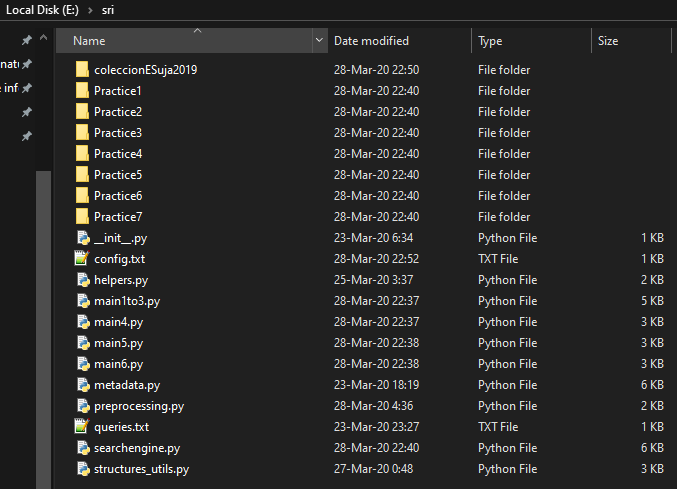 Local Disk (E:) > sri
Name Date modified Type Size
coleccionESuja2019 28-Mar-20 22:50 File folder
natu Practice1 28-Mar-20 22:40 File folder
e inf Practice2 28-Mar-20 22:40 File folder
Practice3 28-Mar-20 22:40 File folder
Practice4 28-Mar-20 22:40 File folder
Practice5 28-Mar-20 22:40 File folder
Practice6 28-Mar-20 22:40 File folder
Practice7 28-Mar-20 22:40 File folder
__init__.py 23-Mar-20 6:34 Python File 1 KB
config.txt 28-Mar-20 22:52 TXT File 1 KB
helpers.py 25-Mar-20 3:37 Python File 2 KB
main1to3.py 28-Mar-20 22:37 Python File 5 KB
main4.py 28-Mar-20 22:37 Python File 3 KB
main5.py 28-Mar-20 22:38 Python File 3 KB
main6.py 28-Mar-20 22:38 Python File 3 KB
metadata.py 23-Mar-20 18:19 Python File 6 KB
preprocessing.py 28-Mar-20 4:36 Python File 2 KB
queries.txt 23-Mar-20 23:27 TXT File 1 KB
searchengine.py 28-Mar-20 22:40 Python File 6 KB
structures_utils.py 27-Mar-20 0:48 Python File 3 KB